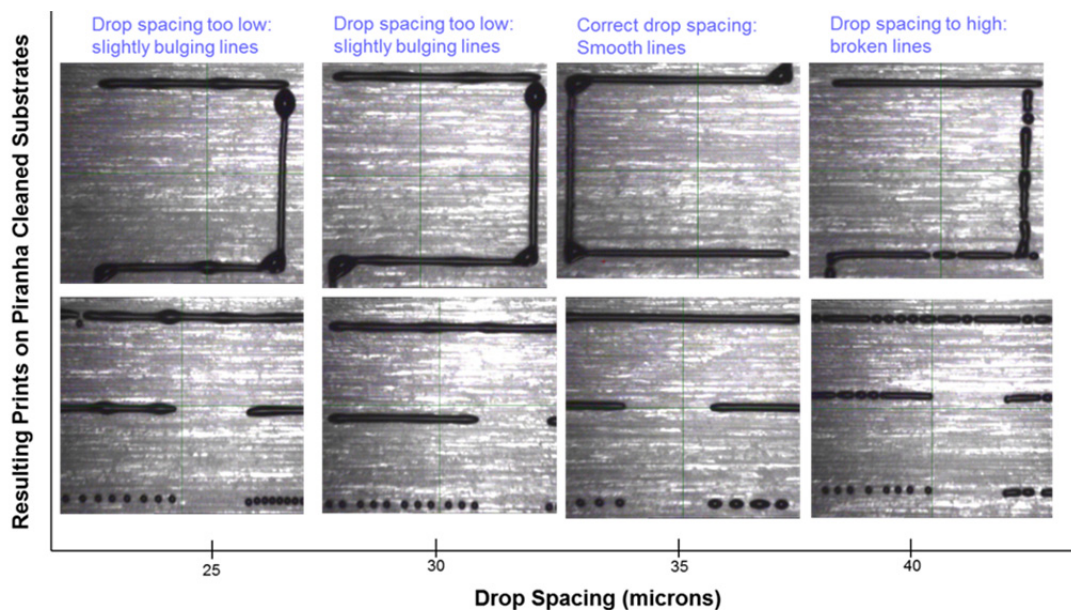 Drop spacing too low:
slightly bulging lines
Drop spacing too low:
slightly bulging lines
Correct drop spacing:
Smooth lines
Drop spacing to high:
broken lines
Resulting Prints on Piranha Cleaned Substrates
25
30
35
40
Drop Spacing (microns)